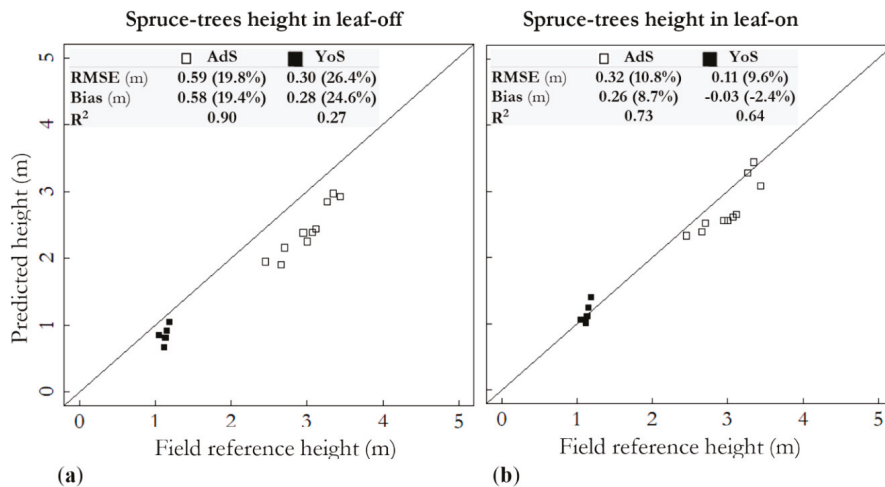 Spruce-trees height in leaf-off
Spruce-trees height in leaf-on
AdS YoS
RMSE (m) 0.59 (19.8%) 0.30 (26.4%)
Bias (m) 0.58 (19.4%) 0.28 (24.6%)
R² 0.90 0.27
AdS YoS
RMSE (m) 0.32 (10.8%) 0.11 (9.6%)
Bias (m) 0.26 (8.7%) -0.03 (-2.4%)
R² 0.73 0.64
Predicted height (m)
5
4
3
2
1
0
0 1 2 3 4 5
0 1 2 3 4 5
Field reference height (m)
Field reference height (m)
(a)
(b)